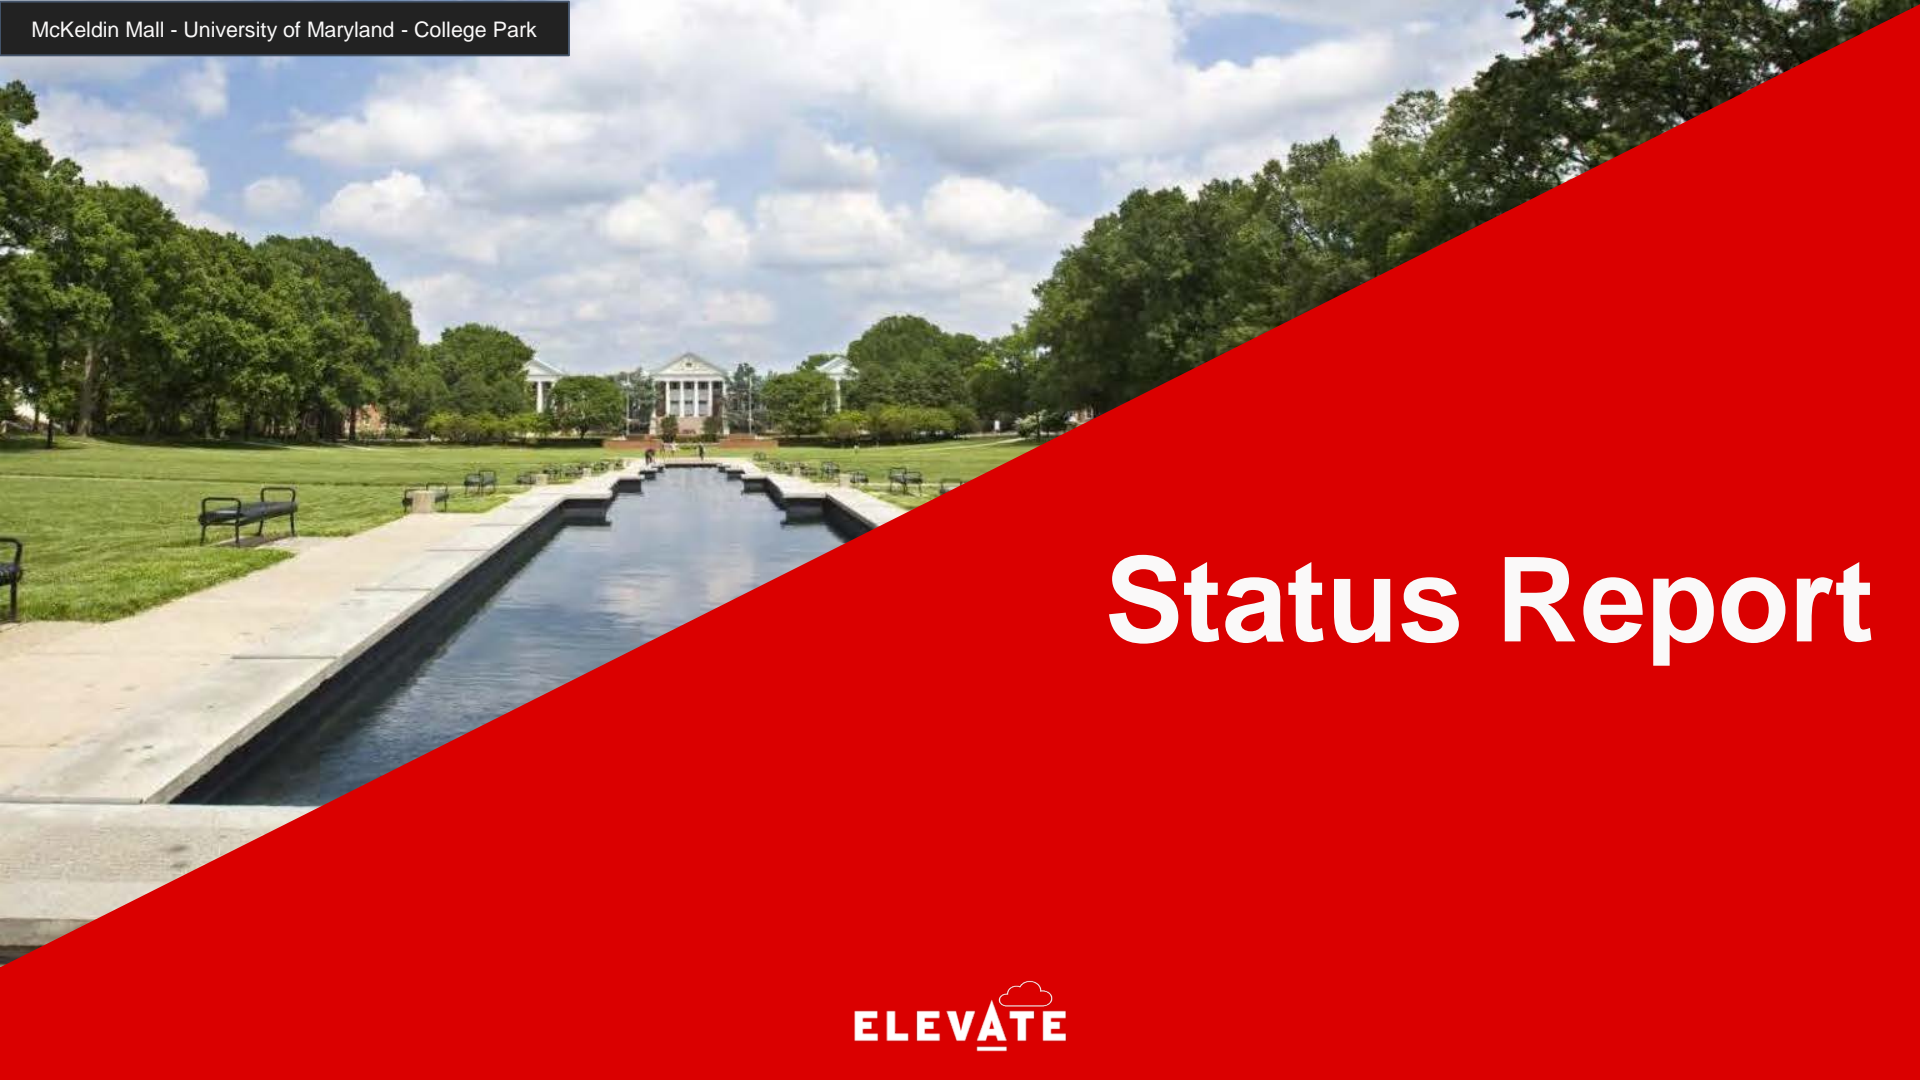 McKeldin Mall - University of Maryland - College Park
Status Report
ELEVATE